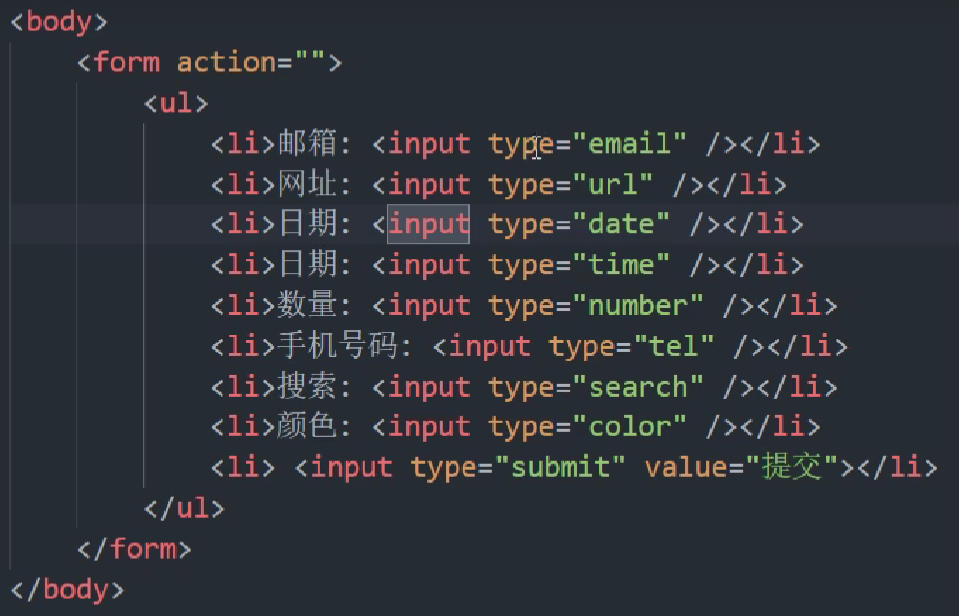 <body>
<form action="">
<ul>
<li>邮箱: <input type="email" /></li>
<li>网址: <input type="url" /></li>
<li>日期: <input type="date" /></li>
<li>日期: <input type="time" /></li>
<li>数量: <input type="number" /></li>
<li>手机号码: <input type="tel" /></li>
<li>搜索: <input type="search" /></li>
<li>颜色: <input type="color" /></li>
<li> <input type="submit" value="提交"></li>
</ul>
</form>
</body>